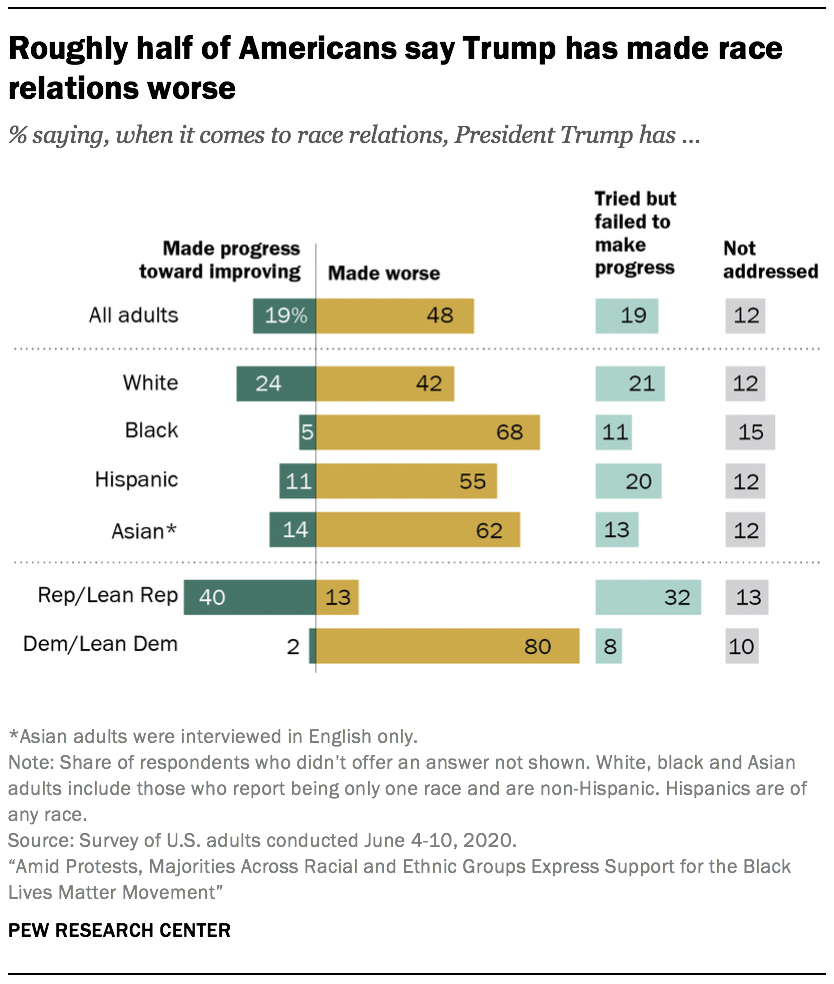 Roughly half of Americans say Trump has made race
relations worse
% saying, when it comes to race relations, President Trump has ...
Made progress
toward improving
Made worse
Tried but
failed to
make
progress
Not
addressed
All adults 19% 48 19 12
White 24 42 21 12
Black 5 68 11 15
Hispanic 11 55 20 12
Asian* 14 62 13 12
Rep/Lean Rep 40 13 32 13
Dem/Lean Dem 2 80 8 10
*Asian adults were interviewed in English only.
Note: Share of respondents who didn’t offer an answer not shown. White, black and Asian
adults include those who report being only one race and are non-Hispanic. Hispanics are of
any race.
Source: Survey of U.S. adults conducted June 4-10, 2020.
“Amid Protests, Majorities Across Racial and Ethnic Groups Express Support for the Black
Lives Matter Movement”
PEW RESEARCH CENTER